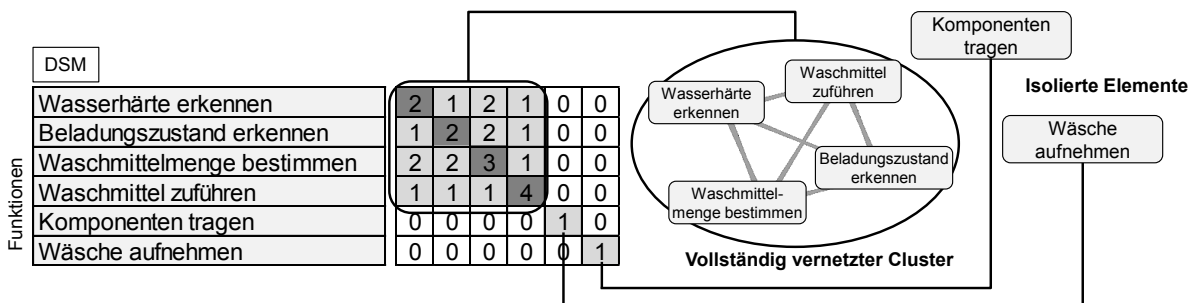 DSM
Funktionen
Wasserhärte erkennen 2 1 2 1 0 0
Beladungszustand erkennen 1 2 2 1 0 0
Waschmittelmenge bestimmen 2 2 3 1 0 0
Waschmittel zuführen 1 1 1 4 0 0
Komponenten tragen 0 0 0 0 1 0
Wäsche aufnehmen 0 0 0 0 0 1
Wasserhärte
erkennen
Waschmittel
zuführen
Beladungszustand
erkennen
Waschmittel-
menge bestimmen
Vollständig vernetzter Cluster
Komponenten
tragen
Isolierte Elemente
Wäsche
aufnehmen